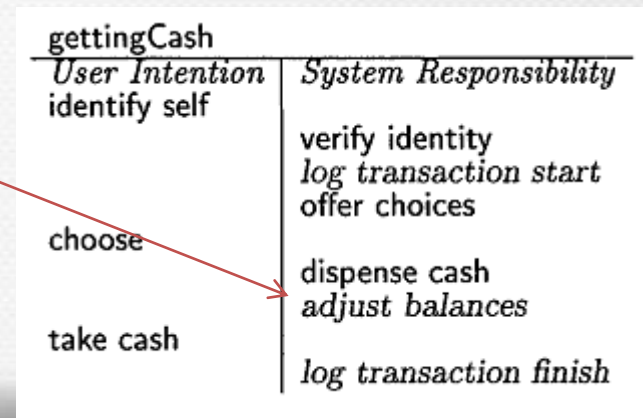 gettingCash
User Intention System Responsibility
identify self
verify identity
log transaction start
offer choices
choose
dispense cash
adjust balances
take cash
log transaction finish